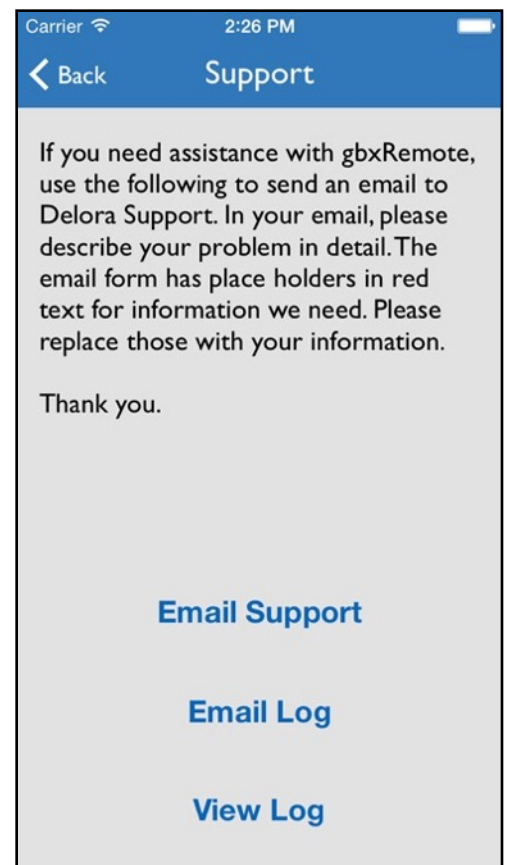 Carrier 2:26 PM
Back Support
If you need assistance with gbxRemote,
use the following to send an email to
Delora Support. In your email, please
describe your problem in detail. The
email form has place holders in red
text for information we need. Please
replace those with your information.
Thank you.
Email Support
Email Log
View Log